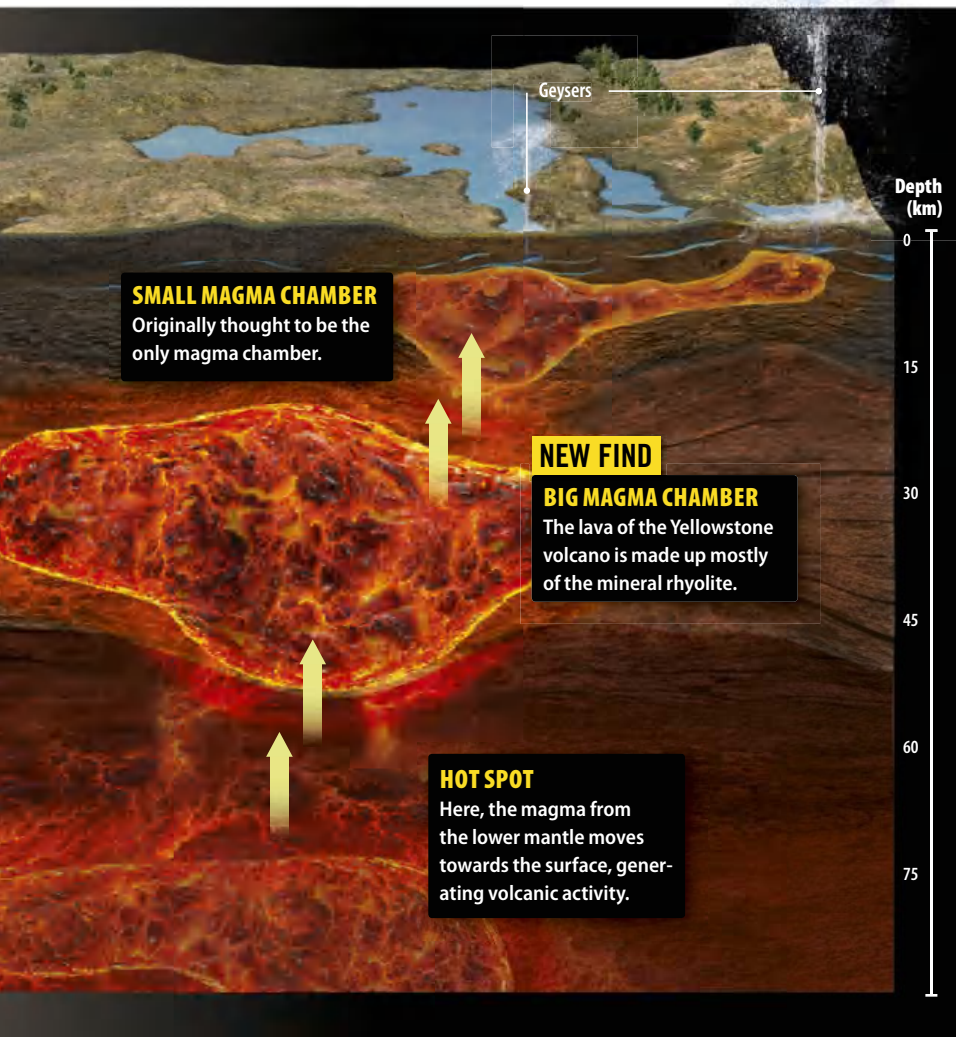 Geysers
Depth
(km)
0
SMALL MAGMA CHAMBER
Originally thought to be the
only magma chamber.
15
NEW FIND
BIG MAGMA CHAMBER
The lava of the Yellowstone
volcano is made up mostly
of the mineral rhyolite.
30
45
60
HOT SPOT
Here, the magma from
the lower mantle moves
towards the surface, gener-
ating volcanic activity.
75